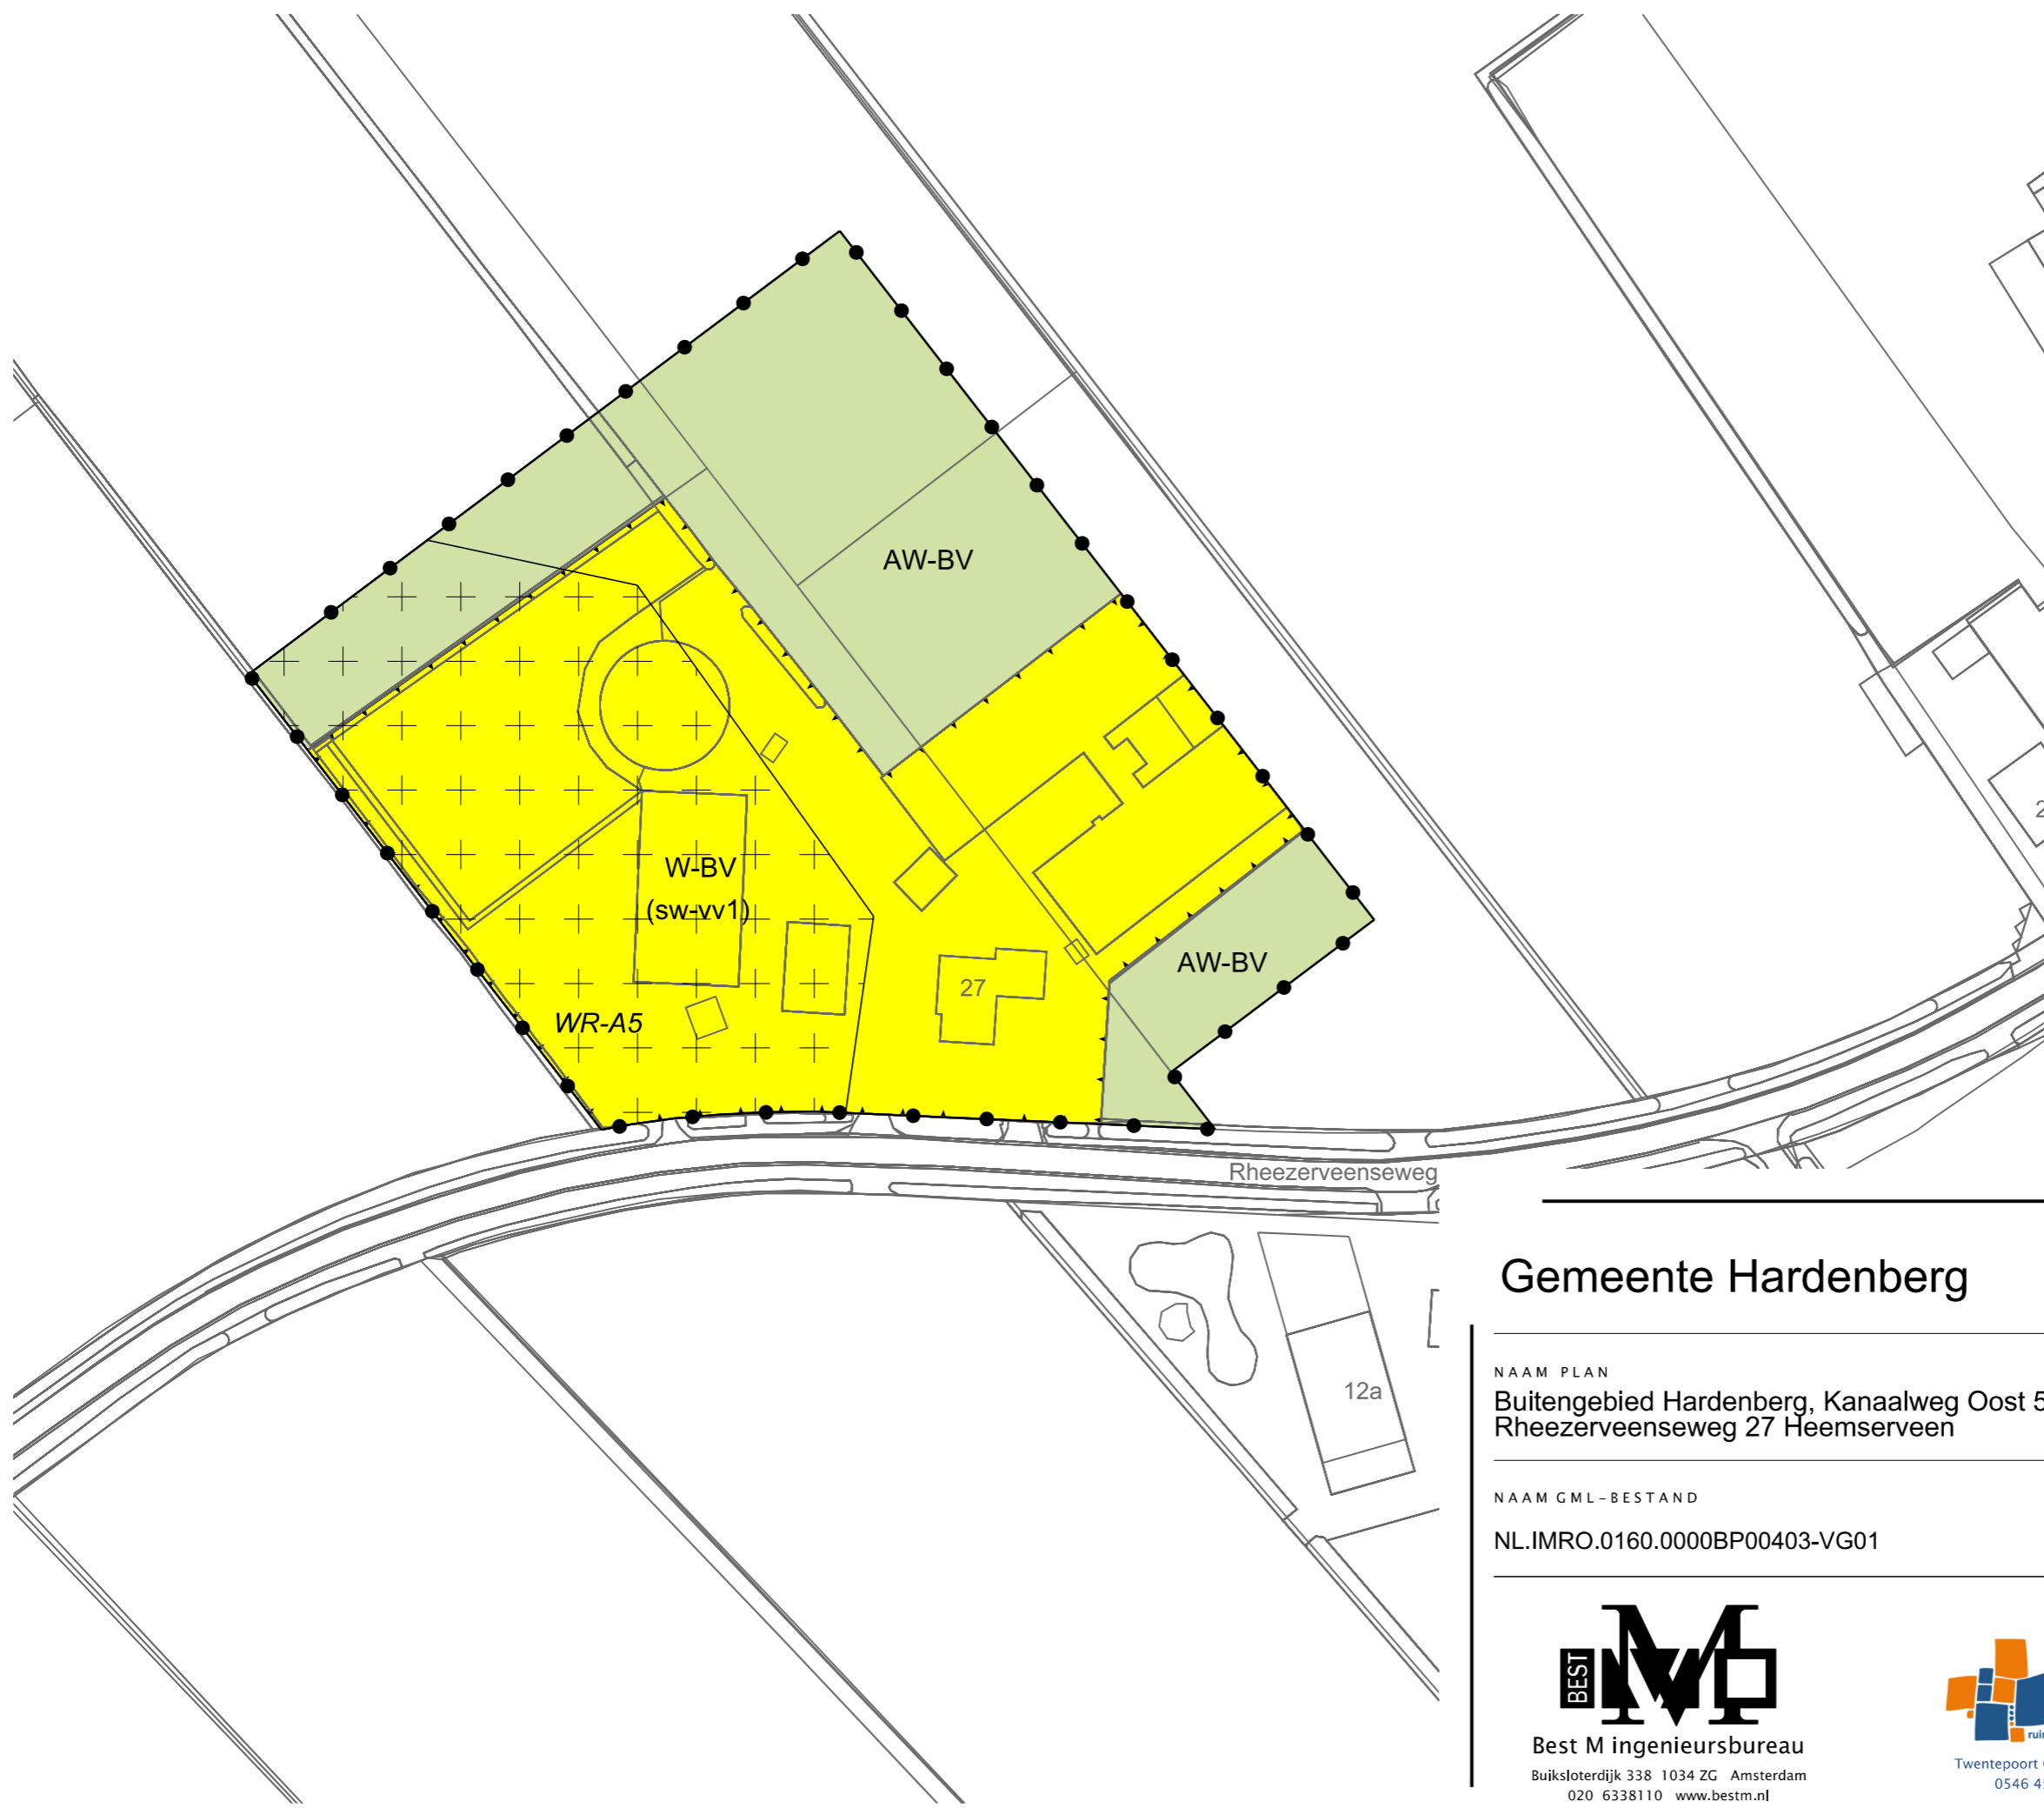 AW-BV
W-BV
(sw-vv1)
AW-BV
27
WR-A5
2
Rheezerveenseweg
12a
Gemeente Hardenberg
NAAM PLAN
Buitengebied Hardenberg, Kanaalweg Oost 5
Rheezerveenseweg 27 Heemserveen
NAAM GML-BESTAND
NL.IMRO.0160.0000BP00403-VG01
BEST
Best M ingenieursbureau
Buiksloterdijk 338 1034 ZG Amsterdam
020 6338110 www.bestm.nl
Twentepoort
0546 4